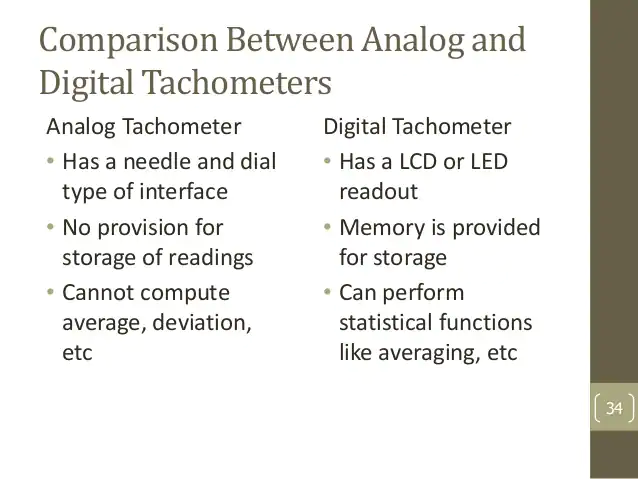 Comparison Between Analog and
Digital Tachometers
Analog Tachometer
• Has a needle and dial
type of interface
• No provision for
storage of readings
• Cannot compute
average, deviation,
etc
Digital Tachometer
• Has a LCD or LED
readout
• Memory is provided
for storage
• Can perform
statistical functions
like averaging, etc
34